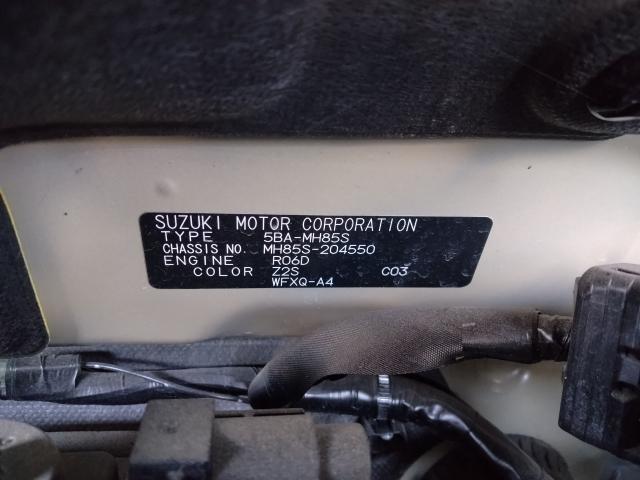 SUZUKI MOTOR CORPORATION
TYPE 5BA-MH85S
CHASSIS NO. MH85S-204550
ENGINE R06D
COLOR Z2S C03
WFXQ-A4